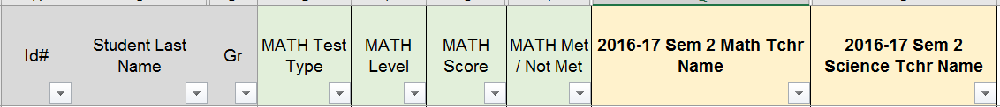 Id#
Student Last
Name
Gr
MATH Test
Type
MATH
Level
MATH
Score
MATH Met
/ Not Met
2016-17 Sem 2 Math Tchr
Name
2016-17 Sem 2
Science Tchr Name